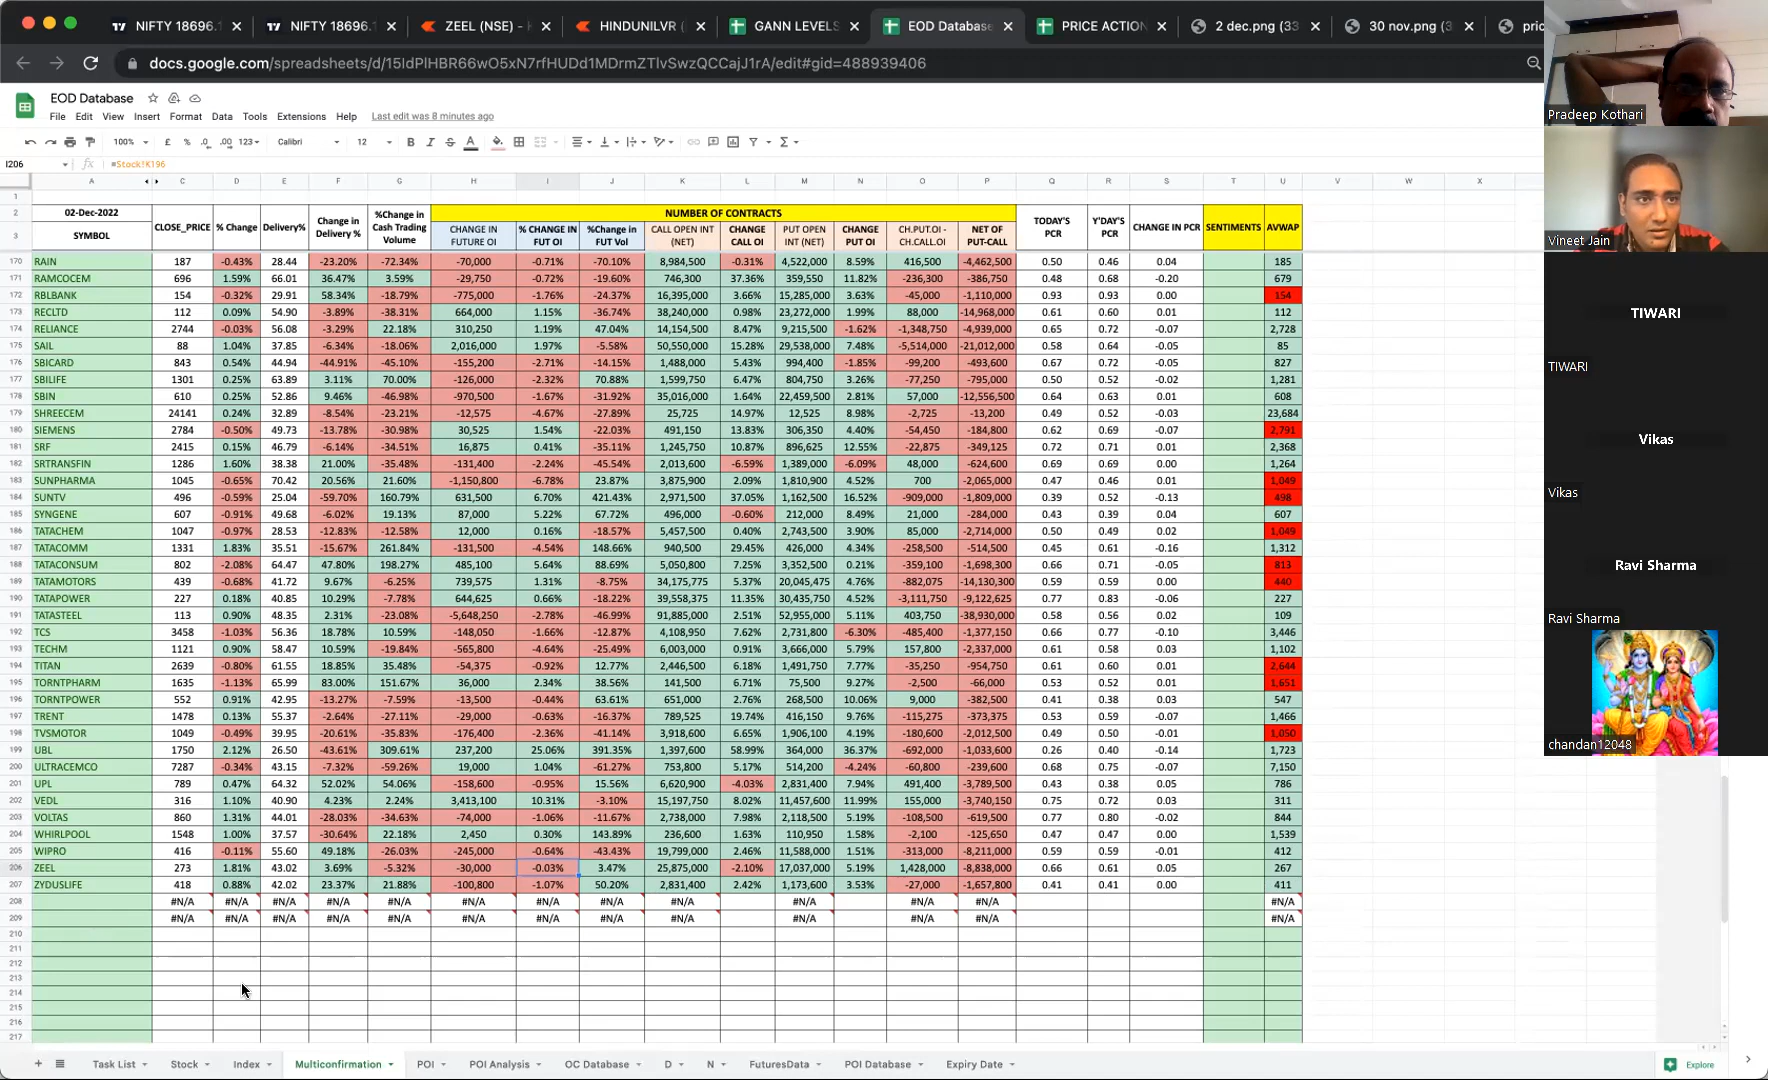 NIFTY 18696.1 NIFTY 18696.1 ZEEL (NSE) - HINDUNILVR ( GANN LEVELS EOD Database PRICE ACTION 2 dec.png (33 30 nov.png (3 pric
docs.google.com/spreadsheets/d/15IdPlHBR66wO5xN7rfHUDd1MDrmZTlvSwzQCCajJ1rA/edit#gid=488939406
EOD Database
File Edit View Insert Format Data Tools Extensions Help Last edit was 8 minutes ago
100% £ % .0 .00 123 Calibri 12 B I S A
I206 fx =Stock!K196
A C D E F G H I J K L M N O P Q R S T U V W X
1
2 02-Dec-2022 CLOSE_PRICE % Change Delivery% Change in Delivery % %Change in Cash Trading Volume NUMBER OF CONTRACTS TODAY'S PCR Y'DAY'S PCR CHANGE IN PCR SENTIMENTS AVWAP
3 SYMBOL CHANGE IN FUTURE OI % CHANGE IN FUT OI %Change in FUT Vol CALL OPEN INT (NET) CHANGE CALL OI PUT OPEN INT (NET) CHANGE PUT OI CH.PUT.OI - CH.CALL.OI NET OF PUT-CALL
170 RAIN 187 -0.43% 28.44 -23.20% -72.34% -70,000 -0.71% -70.10% 8,984,500 -0.31% 4,522,000 8.59% 416,500 -4,462,500 0.50 0.46 0.04 185
171 RAMCOCEM 696 1.59% 66.01 36.47% 3.59% -29,750 -0.72% -19.60% 746,300 37.36% 359,550 11.82% -236,300 -386,750 0.48 0.68 -0.20 679
172 RBLBANK 154 -0.32% 29.91 58.34% -18.79% -775,000 -1.76% -24.37% 16,395,000 3.66% 15,285,000 3.63% -45,000 -1,110,000 0.93 0.93 0.00 154
173 RECLTD 112 0.09% 54.90 -3.89% -38.31% 664,000 1.15% -36.74% 38,240,000 0.98% 23,272,000 1.99% 88,000 -14,968,000 0.61 0.60 0.01 112
174 RELIANCE 2744 -0.03% 56.08 -3.29% 22.18% 310,250 1.19% 47.04% 14,154,500 8.47% 9,215,500 -1.62% -1,348,750 -4,939,000 0.65 0.72 -0.07 2,728
175 SAIL 88 1.04% 37.85 -6.34% -18.06% 2,016,000 1.97% -5.58% 50,550,000 15.28% 29,538,000 7.48% -5,514,000 -21,012,000 0.58 0.64 -0.05 85
176 SBICARD 843 0.54% 44.94 -44.91% -45.10% -155,200 -2.71% -14.15% 1,488,000 5.43% 994,400 -1.85% -99,200 -493,600 0.67 0.72 -0.05 827
177 SBILIFE 1301 0.25% 63.89 3.11% 70.00% -126,000 -2.32% 70.88% 1,599,750 6.47% 804,750 3.26% -77,250 -795,000 0.50 0.52 -0.02 1,281
178 SBIN 610 0.25% 52.86 9.46% -46.98% -970,500 -1.67% -31.92% 35,016,000 1.64% 22,459,500 2.81% 57,000 -12,556,500 0.64 0.63 0.01 608
179 SHREECEM 24141 0.24% 32.89 -8.54% -23.21% -12,575 -4.67% -27.89% 25,725 14.97% 12,525 8.98% -2,725 -13,200 0.49 0.52 -0.03 23,684
180 SIEMENS 2784 -0.50% 49.73 -13.78% -30.98% 30,525 1.54% -22.03% 491,150 13.83% 306,350 4.40% -54,450 -184,800 0.62 0.69 -0.07 2,791
181 SRF 2415 0.15% 46.79 -6.14% -34.51% 16,875 0.41% -35.11% 1,245,750 10.87% 896,625 12.55% -22,875 -349,125 0.72 0.71 0.01 2,368
182 SRTRANSFIN 1286 1.60% 38.38 21.00% -35.48% -131,400 -2.24% -45.54% 2,013,600 -6.59% 1,389,000 -6.09% 48,000 -624,600 0.69 0.69 0.00 1,264
183 SUNPHARMA 1045 -0.65% 70.42 20.56% 21.60% -1,150,800 -6.78% 23.87% 3,875,900 2.09% 1,810,900 4.52% 700 -2,065,000 0.47 0.46 0.01 1,049
184 SUNTV 496 -0.59% 25.04 -59.70% 160.79% 631,500 6.70% 421.43% 2,971,500 37.05% 1,162,500 16.52% -909,000 -1,809,000 0.39 0.52 -0.13 498
185 SYNGENE 607 -0.91% 49.68 -6.02% 19.13% 87,000 5.22% 67.72% 496,000 -0.60% 212,000 8.49% 21,000 -284,000 0.43 0.39 0.04 607
186 TATACHEM 1047 -0.97% 28.53 -12.83% -12.58% 12,000 0.16% -18.57% 5,457,500 0.40% 2,743,500 3.90% 85,000 -2,714,000 0.50 0.49 0.02 1,049
187 TATACOMM 1331 1.83% 35.51 -15.67% 261.84% -131,500 -4.54% 148.66% 940,500 29.45% 426,000 4.34% -258,500 -514,500 0.45 0.61 -0.16 1,312
188 TATACONSUM 802 -2.08% 64.47 47.80% 198.27% 485,100 5.64% 88.69% 5,050,800 7.25% 3,352,500 0.21% -359,100 -1,698,300 0.66 0.71 -0.05 813
189 TATAMOTORS 439 -0.68% 41.72 9.67% -6.25% 739,575 1.31% -8.75% 34,175,775 5.37% 20,045,475 4.76% -882,075 -14,130,300 0.59 0.59 0.00 440
190 TATAPOWER 227 0.18% 40.85 10.29% -7.78% 644,625 0.66% -18.22% 39,558,375 11.35% 30,435,750 4.52% -3,111,750 -9,122,625 0.77 0.83 -0.06 227
191 TATASTEEL 113 0.90% 48.35 2.31% -23.08% -5,648,250 -2.78% -46.99% 91,885,000 2.51% 52,955,000 5.11% 403,750 -38,930,000 0.58 0.56 0.02 109
192 TCS 3458 -1.03% 56.36 18.78% 10.59% -148,050 -1.66% -12.87% 4,108,950 7.62% 2,731,800 -6.30% -485,400 -1,377,150 0.66 0.77 -0.10 3,446
193 TECHM 1121 0.90% 58.47 10.59% -19.84% -565,800 -4.64% -25.49% 6,003,000 0.91% 3,666,000 5.79% 157,800 -2,337,000 0.61 0.58 0.03 1,102
194 TITAN 2639 -0.80% 61.55 18.85% 35.48% -54,375 -0.92% 12.77% 2,446,500 6.18% 1,491,750 7.77% -35,250 -954,750 0.61 0.60 0.01 2,644
195 TORNTPHARM 1635 -1.13% 65.99 83.00% 151.67% 36,000 2.34% 38.56% 141,500 6.71% 75,500 9.27% -2,500 -66,000 0.53 0.52 0.01 1,651
196 TORNTPOWER 552 0.91% 42.95 -13.27% -7.59% -13,500 -0.44% 63.61% 651,000 2.76% 268,500 10.06% 9,000 -382,500 0.41 0.38 0.03 547
197 TRENT 1478 0.13% 55.37 -2.64% -27.11% -29,000 -0.63% -16.37% 789,525 19.74% 416,150 9.76% -115,275 -373,375 0.53 0.59 -0.07 1,466
198 TVSMOTOR 1049 -0.49% 39.95 -20.61% -35.83% -176,400 -2.36% -41.14% 3,918,600 6.65% 1,906,100 4.19% -180,600 -2,012,500 0.49 0.50 -0.01 1,050
199 UBL 1750 2.12% 26.50 -43.61% 309.61% 237,200 25.06% 391.35% 1,397,600 58.99% 364,000 36.37% -692,000 -1,033,600 0.26 0.40 -0.14 1,723
200 ULTRACEMCO 7287 -0.34% 43.15 -7.32% -59.26% 19,000 1.04% -61.27% 753,800 5.17% 514,200 -4.24% -60,800 -239,600 0.68 0.75 -0.07 7,150
201 UPL 789 0.47% 64.32 52.02% 54.06% -158,600 -0.95% 15.56% 6,620,900 -4.03% 2,831,400 7.94% 491,400 -3,789,500 0.43 0.38 0.05 786
202 VEDL 316 1.10% 40.90 4.23% 2.24% 3,413,100 10.31% -3.10% 15,197,750 8.02% 11,457,600 11.99% 155,000 -3,740,150 0.75 0.72 0.03 311
203 VOLTAS 860 1.31% 44.01 -28.03% -34.63% -74,000 -1.06% -11.67% 2,738,000 7.98% 2,118,500 5.19% -108,500 -619,500 0.77 0.80 -0.02 844
204 WHIRLPOOL 1548 1.00% 37.57 -30.64% 22.18% 2,450 0.30% 143.89% 236,600 1.63% 110,950 1.58% -2,100 -125,650 0.47 0.47 0.00 1,539
205 WIPRO 416 -0.11% 55.60 49.18% -26.03% -245,000 -0.64% -43.43% 19,799,000 2.46% 11,588,000 1.51% -313,000 -8,211,000 0.59 0.59 -0.01 412
206 ZEEL 273 1.81% 43.02 3.69% -5.32% -30,000 -0.03% 3.47% 25,875,000 -2.10% 17,037,000 5.19% 1,428,000 -8,838,000 0.66 0.61 0.05 267
207 ZYDUSLIFE 418 0.88% 42.02 23.37% 21.88% -100,800 -1.07% 50.20% 2,831,400 2.42% 1,173,600 3.53% -27,000 -1,657,800 0.41 0.41 0.00 411
208 #N/A #N/A #N/A #N/A #N/A #N/A #N/A #N/A #N/A #N/A #N/A #N/A #N/A
209 #N/A #N/A #N/A #N/A #N/A #N/A #N/A #N/A #N/A #N/A #N/A #N/A #N/A
210
211
212
213
214
215
216
217
Task List Stock Index Multiconfirmation POI POI Analysis OC Database D N FuturesData POI Database Expiry Date Explore
Pradeep Kothari
Vineet Jain
TIWARI
TIWARI
Vikas
Vikas
Ravi Sharma
Ravi Sharma
chandan12048